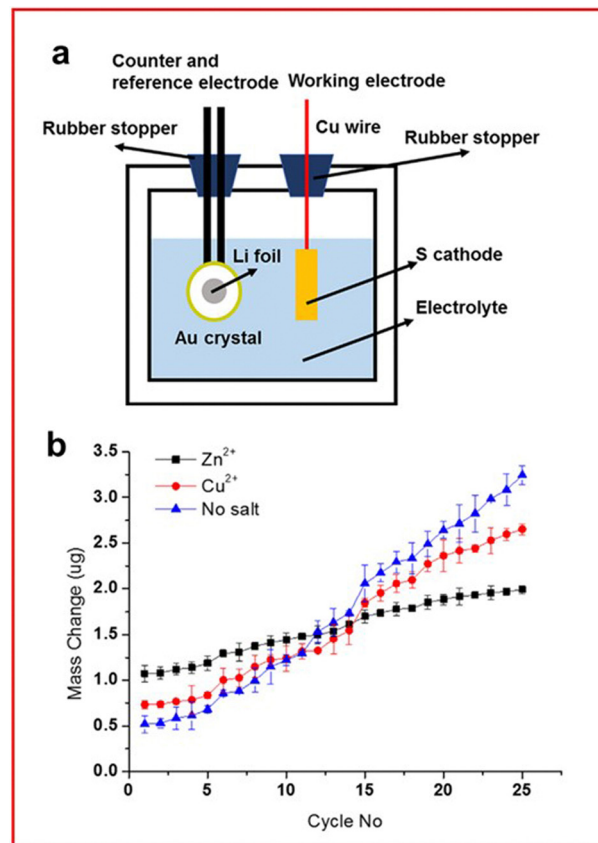 a
Counter and
reference electrode
Working electrode
Rubber stopper
Cu wire
Rubber stopper
Li foil
S cathode
Au crystal
Electrolyte
b
3.5
3.0
2.5
2.0
1.5
1.0
0.5
0.0
Mass Change (ug)
Zn²⁺
Cu²⁺
No salt
0 5 10 15 20 25
Cycle No